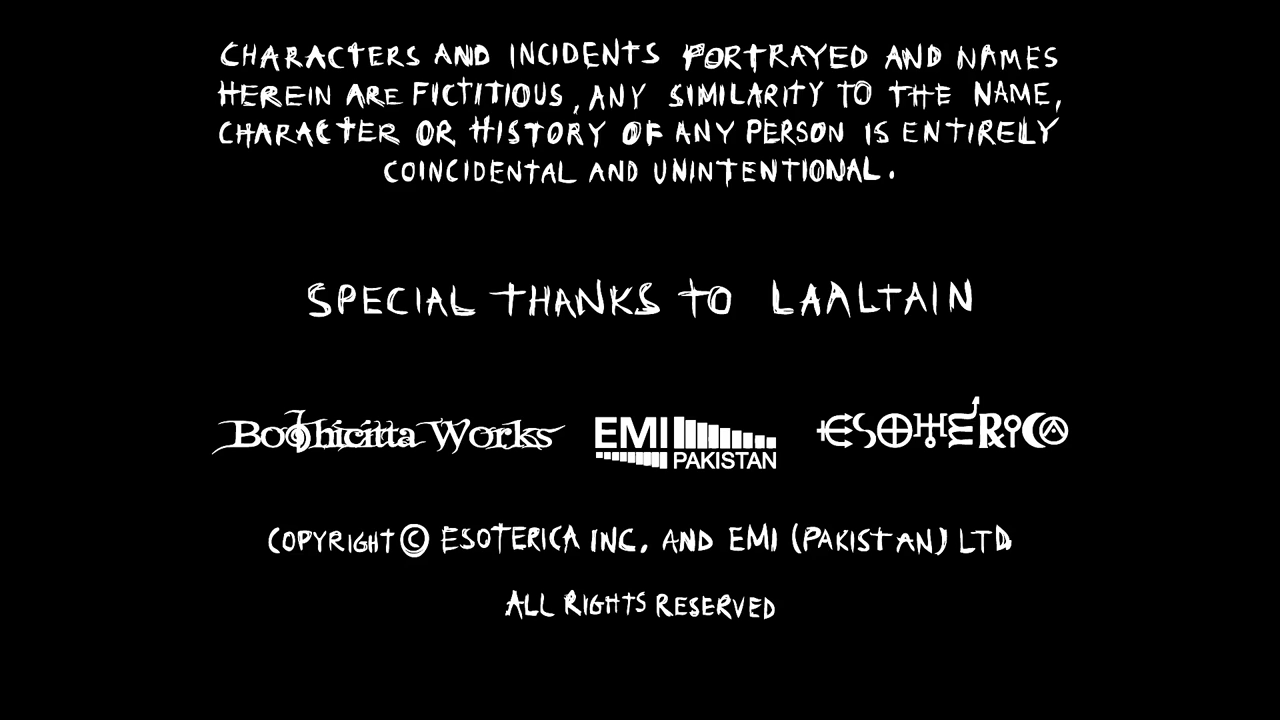 CHARACTERS AND INCIDENTS PORTRAYED AND NAMES
HEREIN ARE FICTITIOUS, ANY SIMILARITY TO THE NAME,
CHARACTER OR HISTORY OF ANY PERSON IS ENTIRELY
COINCIDENTAL AND UNINTENTIONAL.
SPECIAL THANKS TO LAALTAIN
Bodhicitta Works
EMI
PAKISTAN
ESOTERICA
COPYRIGHT © ESOTERICA INC. AND EMI (PAKISTAN) LTD
ALL RIGHTS RESERVED